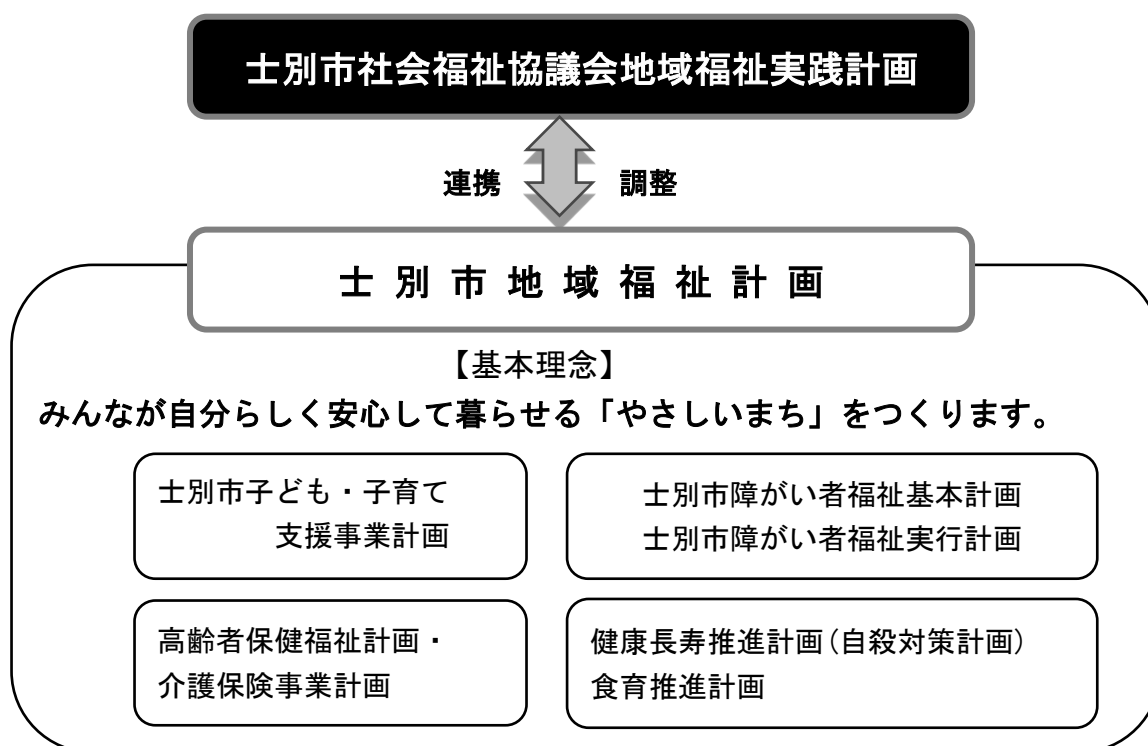 士別市社会福祉協議会地域福祉実践計画
連携 調整
士別市地域福祉計画
【基本理念】
みんなが自分らしく安心して暮らせる「やさしいまち」をつくります。
士別市子ども・子育て
支援事業計画
士別市障がい者福祉基本計画
士別市障がい者福祉実行計画
高齢者保健福祉計画・
介護保険事業計画
健康長寿推進計画(自殺対策計画)
食育推進計画